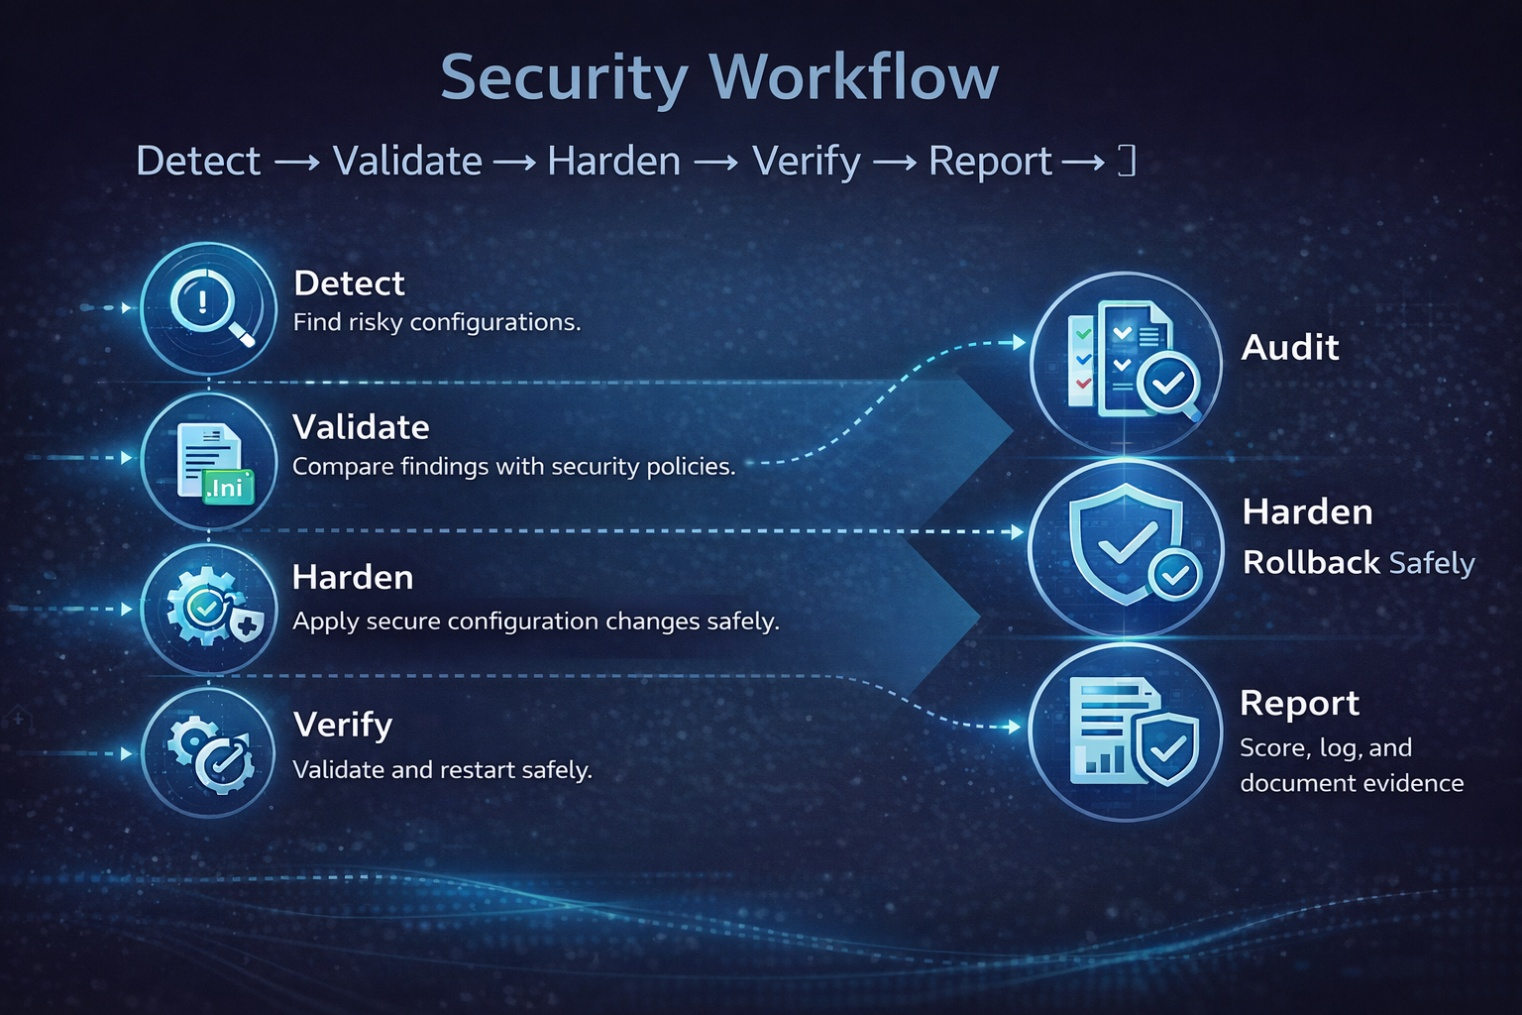 Security Workflow
Detect → Validate → Harden → Verify → Report →
Detect
Find risky configurations.
Validate
Compare findings with security policies.
.Ini
Harden
Apply secure configuration changes safely.
Verify
Validate and restart safely.
Audit
Harden
Rollback Safely
Report
Score, log, and
document evidence